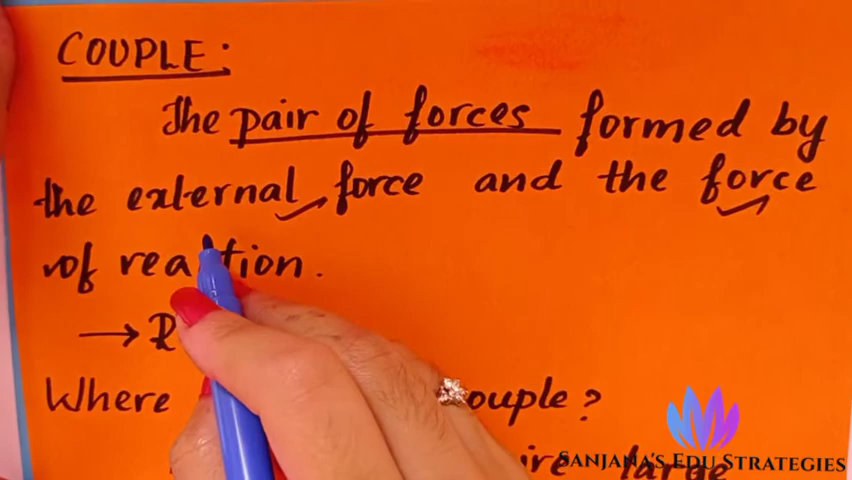 COUPLE:
The pair of forces formed by
the external force and the force
of reaction.
→
Where ouple?
large
SANJANA'S EDU STRATEGIES